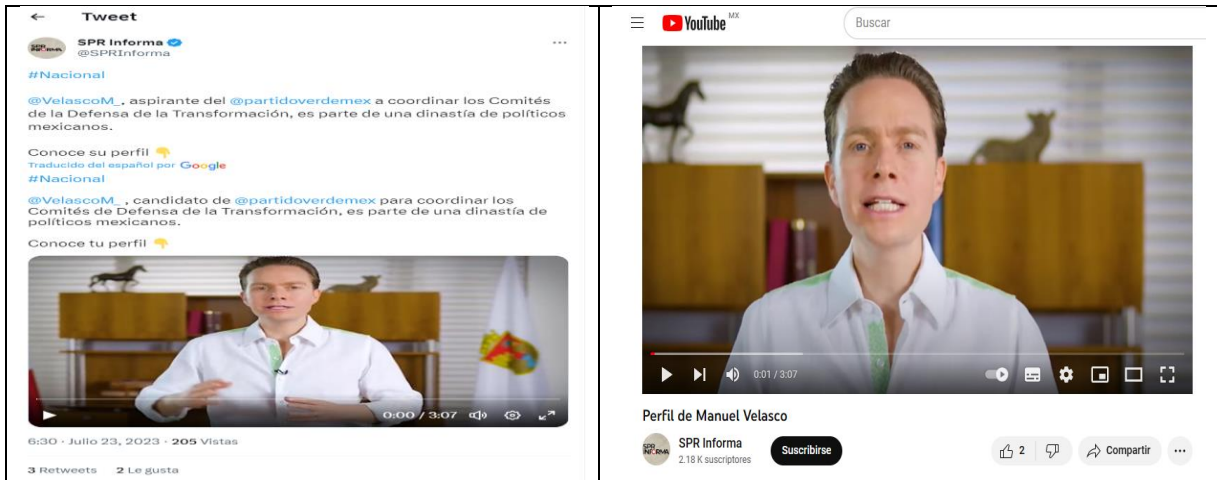 ← Tweet
SPR Informa
@SPRInforma
...
#Nacional
@VelascoM_, aspirante del @partidoverdemex a coordinar los Comités
de la Defensa de la Transformación, es parte de una dinastía de políticos
mexicanos.
Conoce su perfil 👇
Traducido del español por Google
#Nacional
@VelascoM_ , candidato de @partidoverdemex para coordinar los
Comités de Defensa de la Transformación, es parte de una dinastía de
políticos mexicanos.
Conoce tu perfil 👇
0:00 / 3:07
6:30 · Julio 23, 2023 · 205 Vistas
3 Retweets 2 Le gusta
YouTube MX
Buscar
0:01 / 3:07
Perfil de Manuel Velasco
SPR INFORMA
SPR Informa
2.18 K suscriptores
Suscribirse
2
Compartir
...